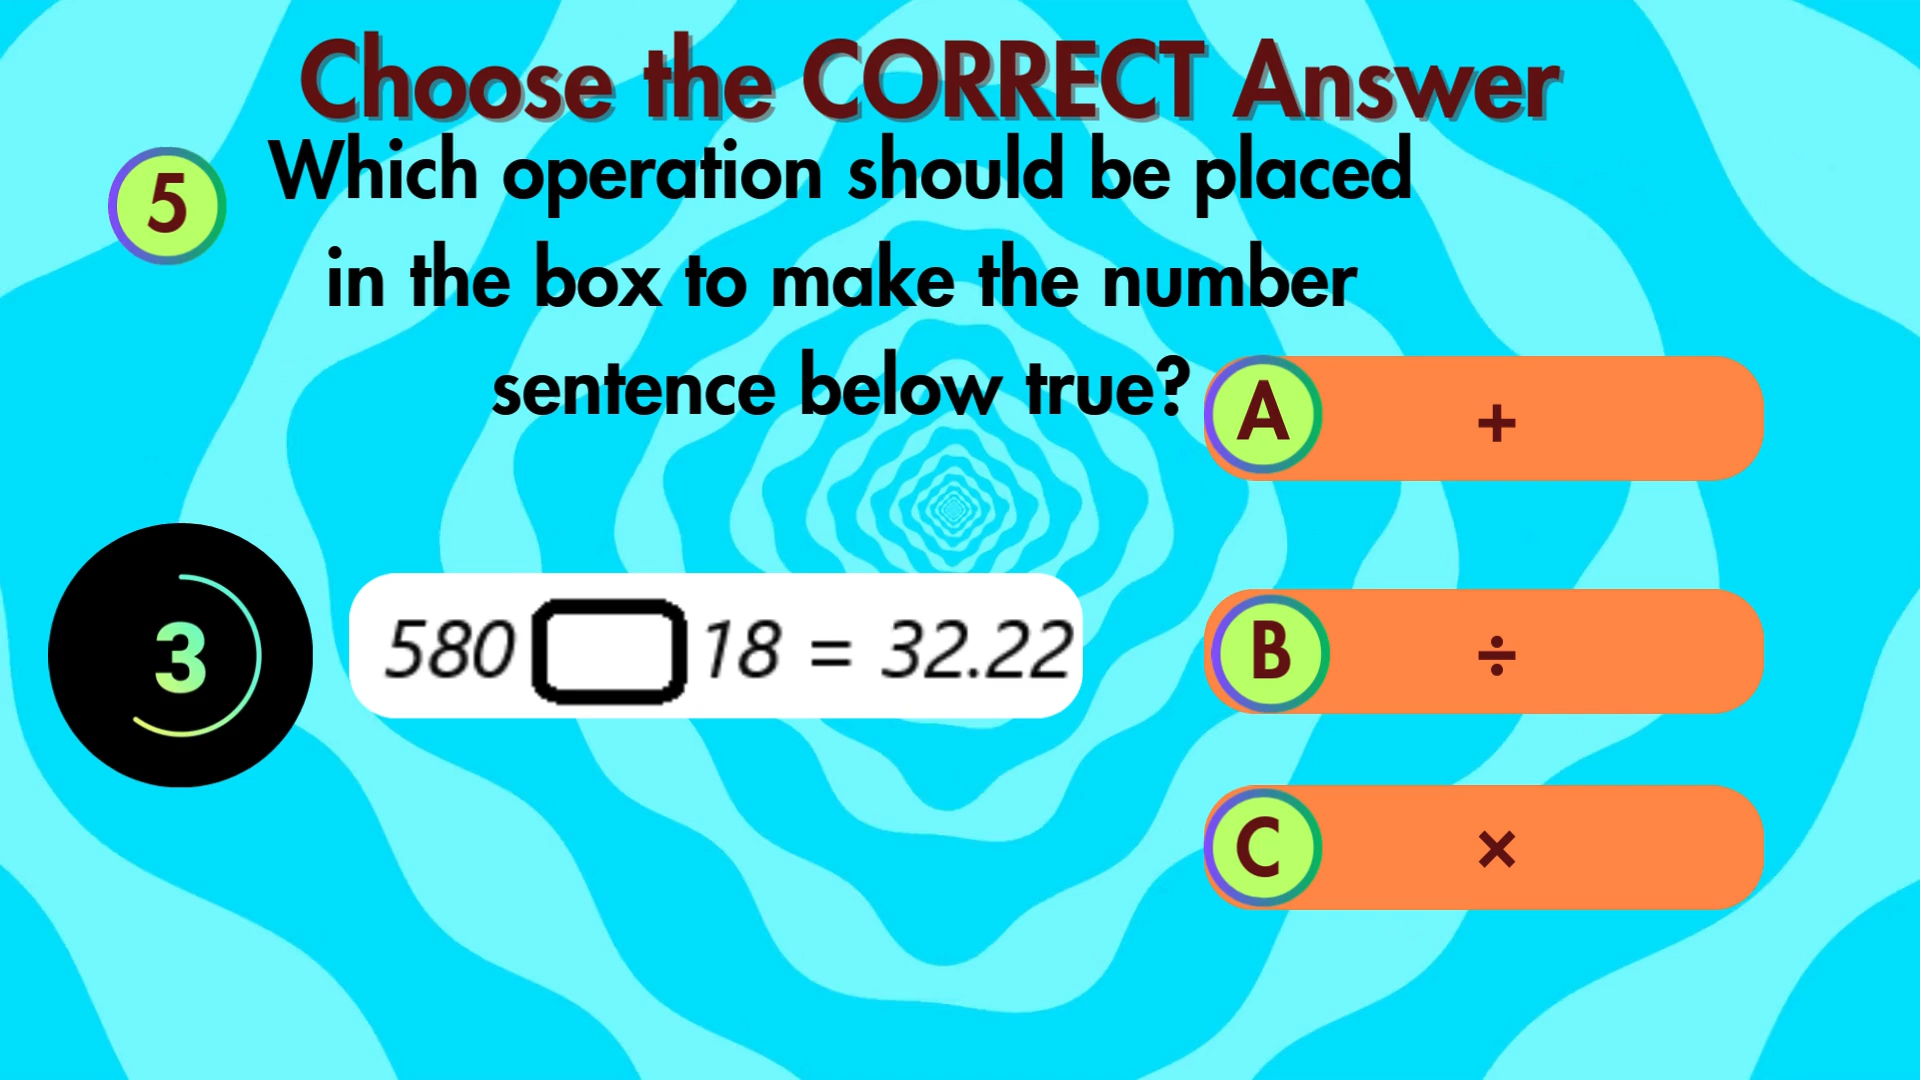 Choose the CORRECT Answer
5
Which operation should be placed
in the box to make the number
sentence below true?
A +
3
580 18 = 32.22
B ÷
C ×